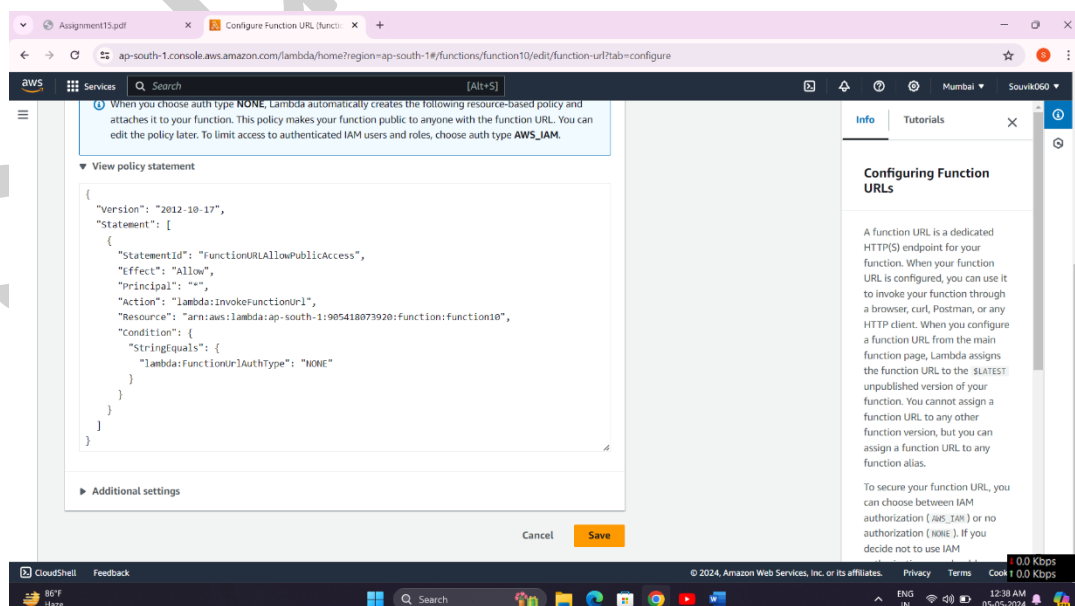 Assignment15.pdf
Configure Function URL (functio
ap-south-1.console.aws.amazon.com/lambda/home?region=ap-south-1#/functions/function10/edit/function-url?tab=configure
aws
Services
Search
[Alt+S]
Mumbai
Souvik060
When you choose auth type NONE, Lambda automatically creates the following resource-based policy and
attaches it to your function. This policy makes your function public to anyone with the function URL. You can
edit the policy later. To limit access to authenticated IAM users and roles, choose auth type AWS_IAM.
View policy statement
{
"Version": "2012-10-17",
"Statement": [
{
"StatementId": "FunctionURLAllowPublicAccess",
"Effect": "Allow",
"Principal": "*",
"Action": "lambda:InvokeFunctionUrl",
"Resource": "arn:aws:lambda:ap-south-1:905418073920:function:function10",
"Condition": {
"StringEquals": {
"lambda:FunctionUrlAuthType": "NONE"
}
}
}
]
}
Additional settings
Cancel
Save
Info
Tutorials
Configuring Function
URLs
A function URL is a dedicated
HTTP(S) endpoint for your
function. When your function
URL is configured, you can use it
to invoke your function through
a browser, curl, Postman, or any
HTTP client. When you configure
a function URL from the main
function page, Lambda assigns
the function URL to the $LATEST
unpublished version of your
function. You cannot assign a
function URL to any other
function version, but you can
assign a function URL to any
function alias.
To secure your function URL, you
can choose between IAM
authorization ( AWS_IAM ) or no
authorization ( NONE ). If you
decide not to use IAM
CloudShell
Feedback
© 2024, Amazon Web Services, Inc. or its affiliates.
Privacy
Terms
Cook
0.0 Kbps
0.0 Kbps
86°F
Haze
Search
ENG
IN
12:38 AM
05-05-2024